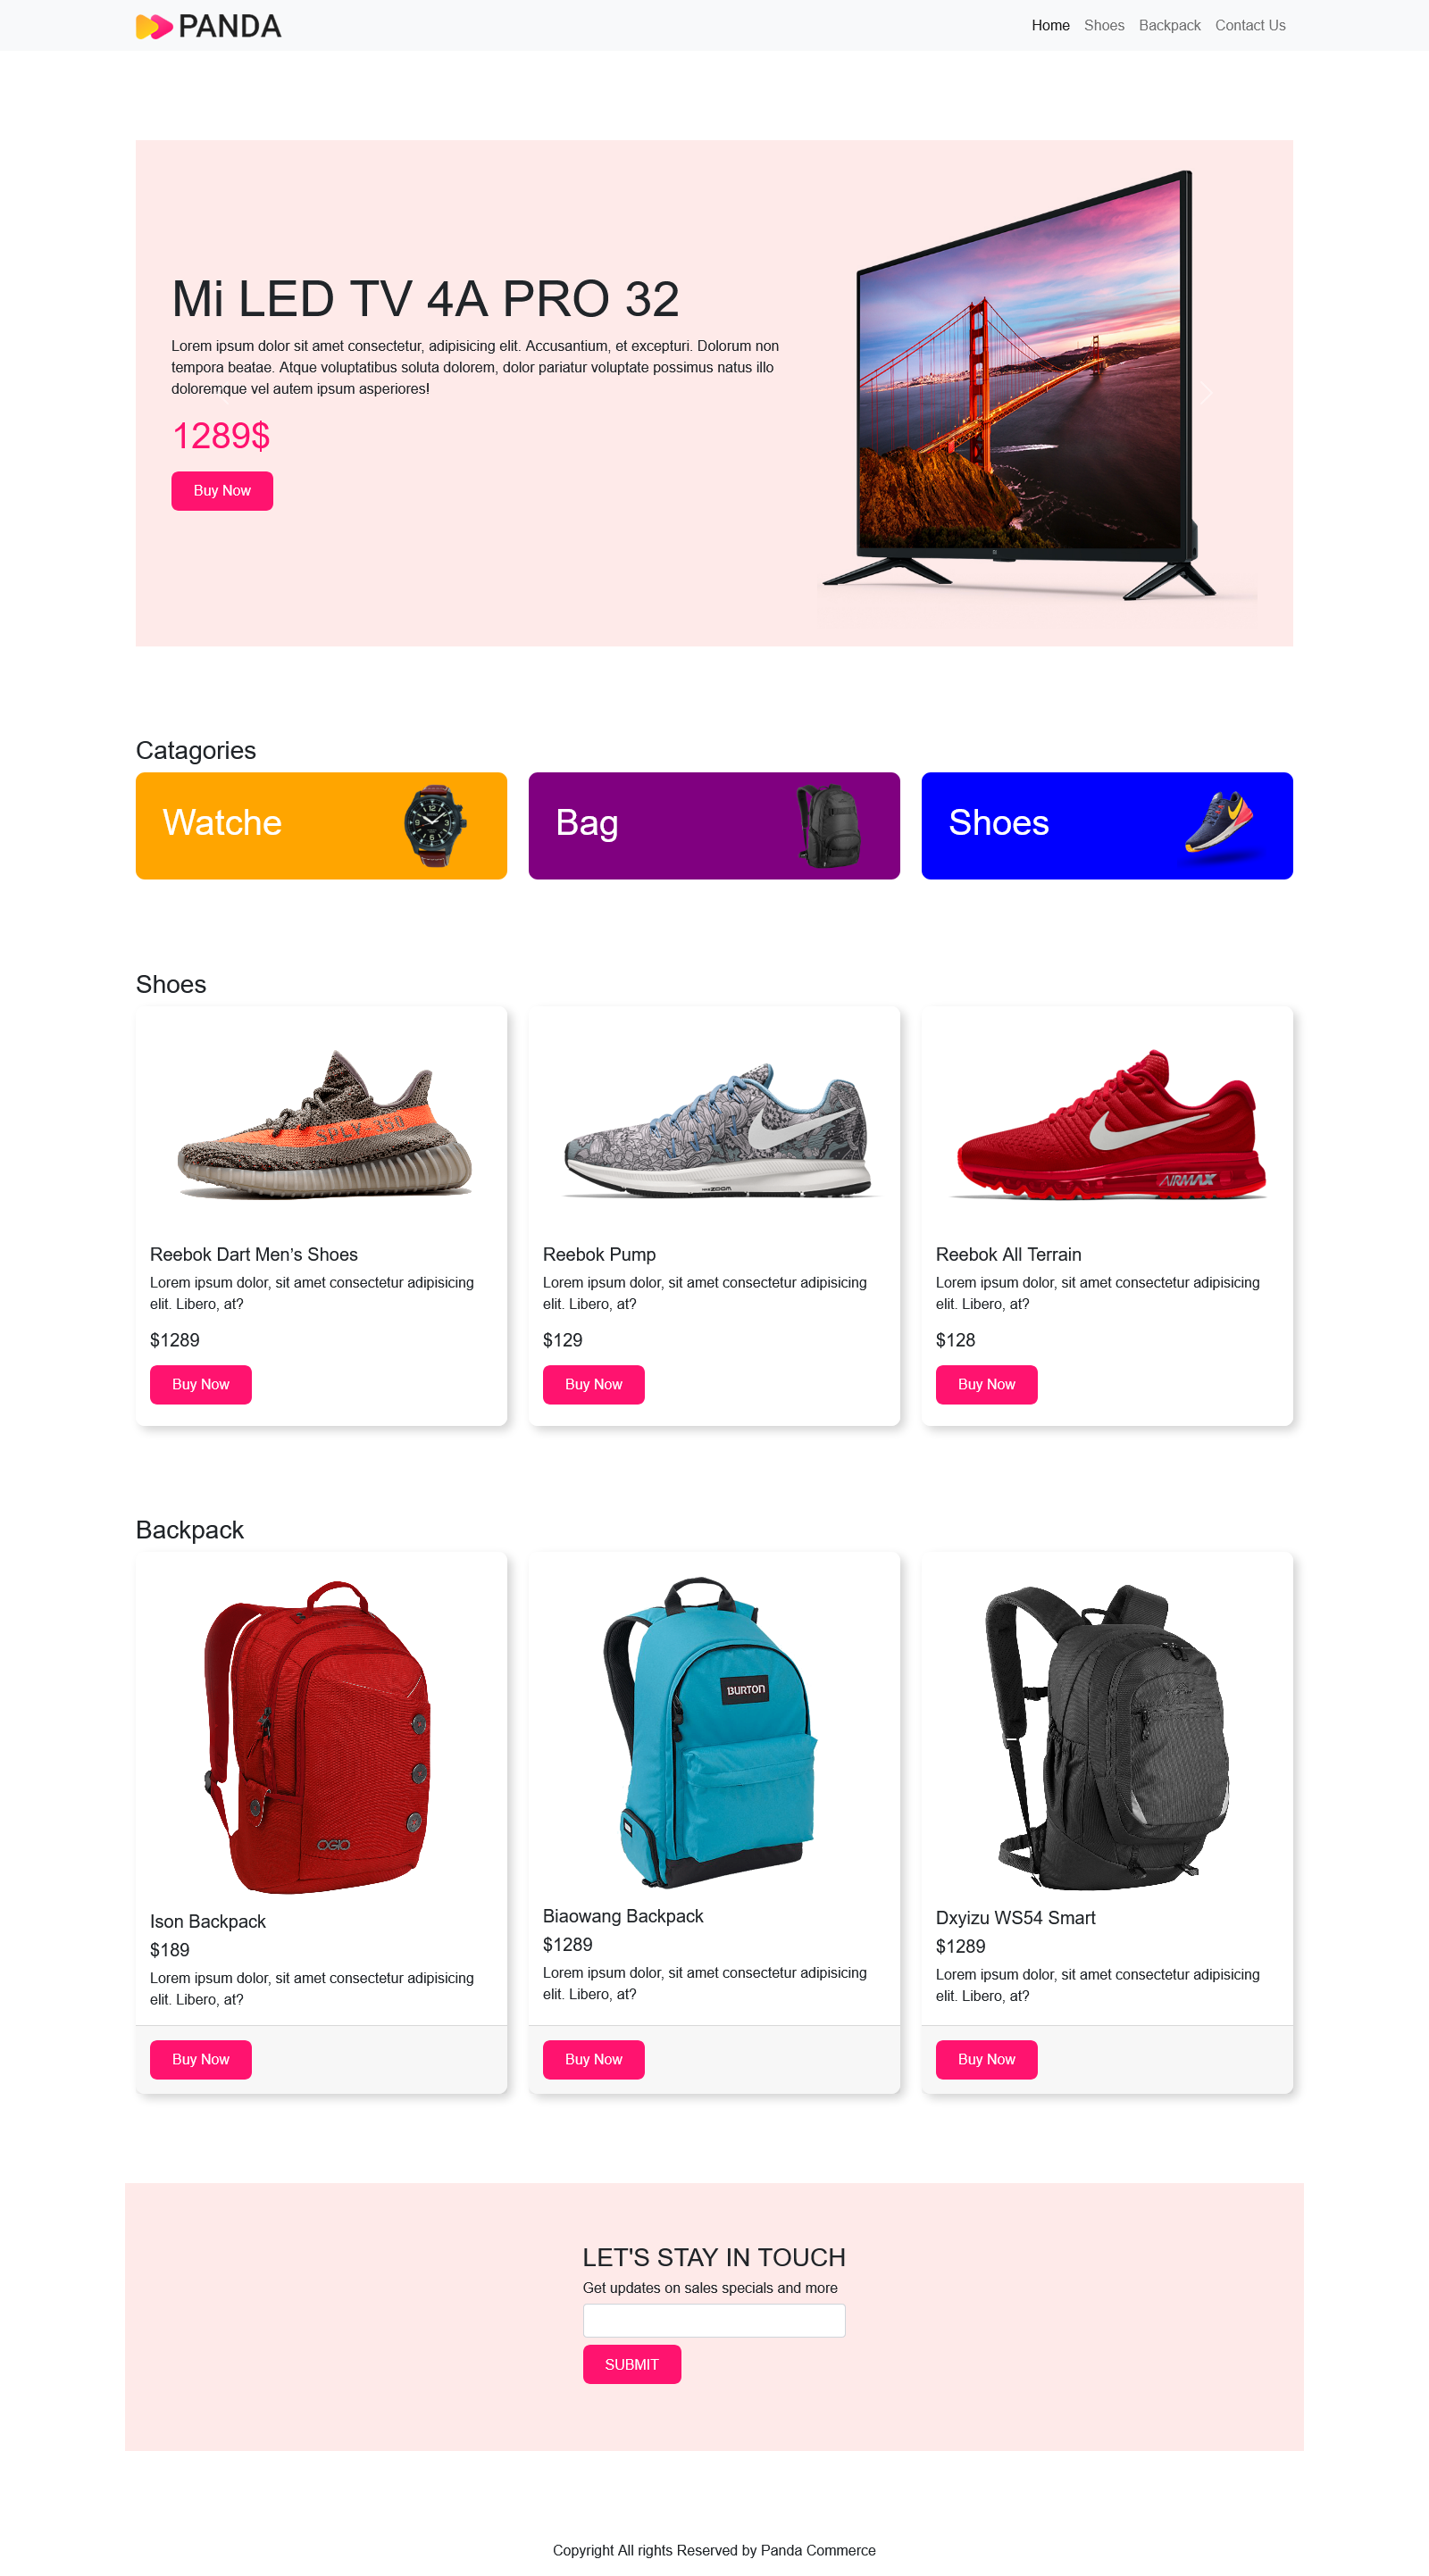 PANDA
Home Shoes Backpack Contact Us
Mi LED TV 4A PRO 32
Lorem ipsum dolor sit amet consectetur, adipisicing elit. Accusantium, et excepturi. Dolorum non
tempora beatae. Atque voluptatibus soluta dolorem, dolor pariatur voluptate possimus natus illo
doloremque vel autem ipsum asperiores!
1289$
Buy Now
Catagories
Watche
Bag
Shoes
Shoes
SPLY-350
ZOOM
AIRMAX
Reebok Dart Men’s Shoes
Lorem ipsum dolor, sit amet consectetur adipisicing
elit. Libero, at?
$1289
Buy Now
Reebok Pump
Lorem ipsum dolor, sit amet consectetur adipisicing
elit. Libero, at?
$129
Buy Now
Reebok All Terrain
Lorem ipsum dolor, sit amet consectetur adipisicing
elit. Libero, at?
$128
Buy Now
Backpack
OGIO
BURTON
Ison Backpack
$189
Lorem ipsum dolor, sit amet consectetur adipisicing
elit. Libero, at?
Buy Now
Biaowang Backpack
$1289
Lorem ipsum dolor, sit amet consectetur adipisicing
elit. Libero, at?
Buy Now
Dxyizu WS54 Smart
$1289
Lorem ipsum dolor, sit amet consectetur adipisicing
elit. Libero, at?
Buy Now
LET'S STAY IN TOUCH
Get updates on sales specials and more
SUBMIT
Copyright All rights Reserved by Panda Commerce